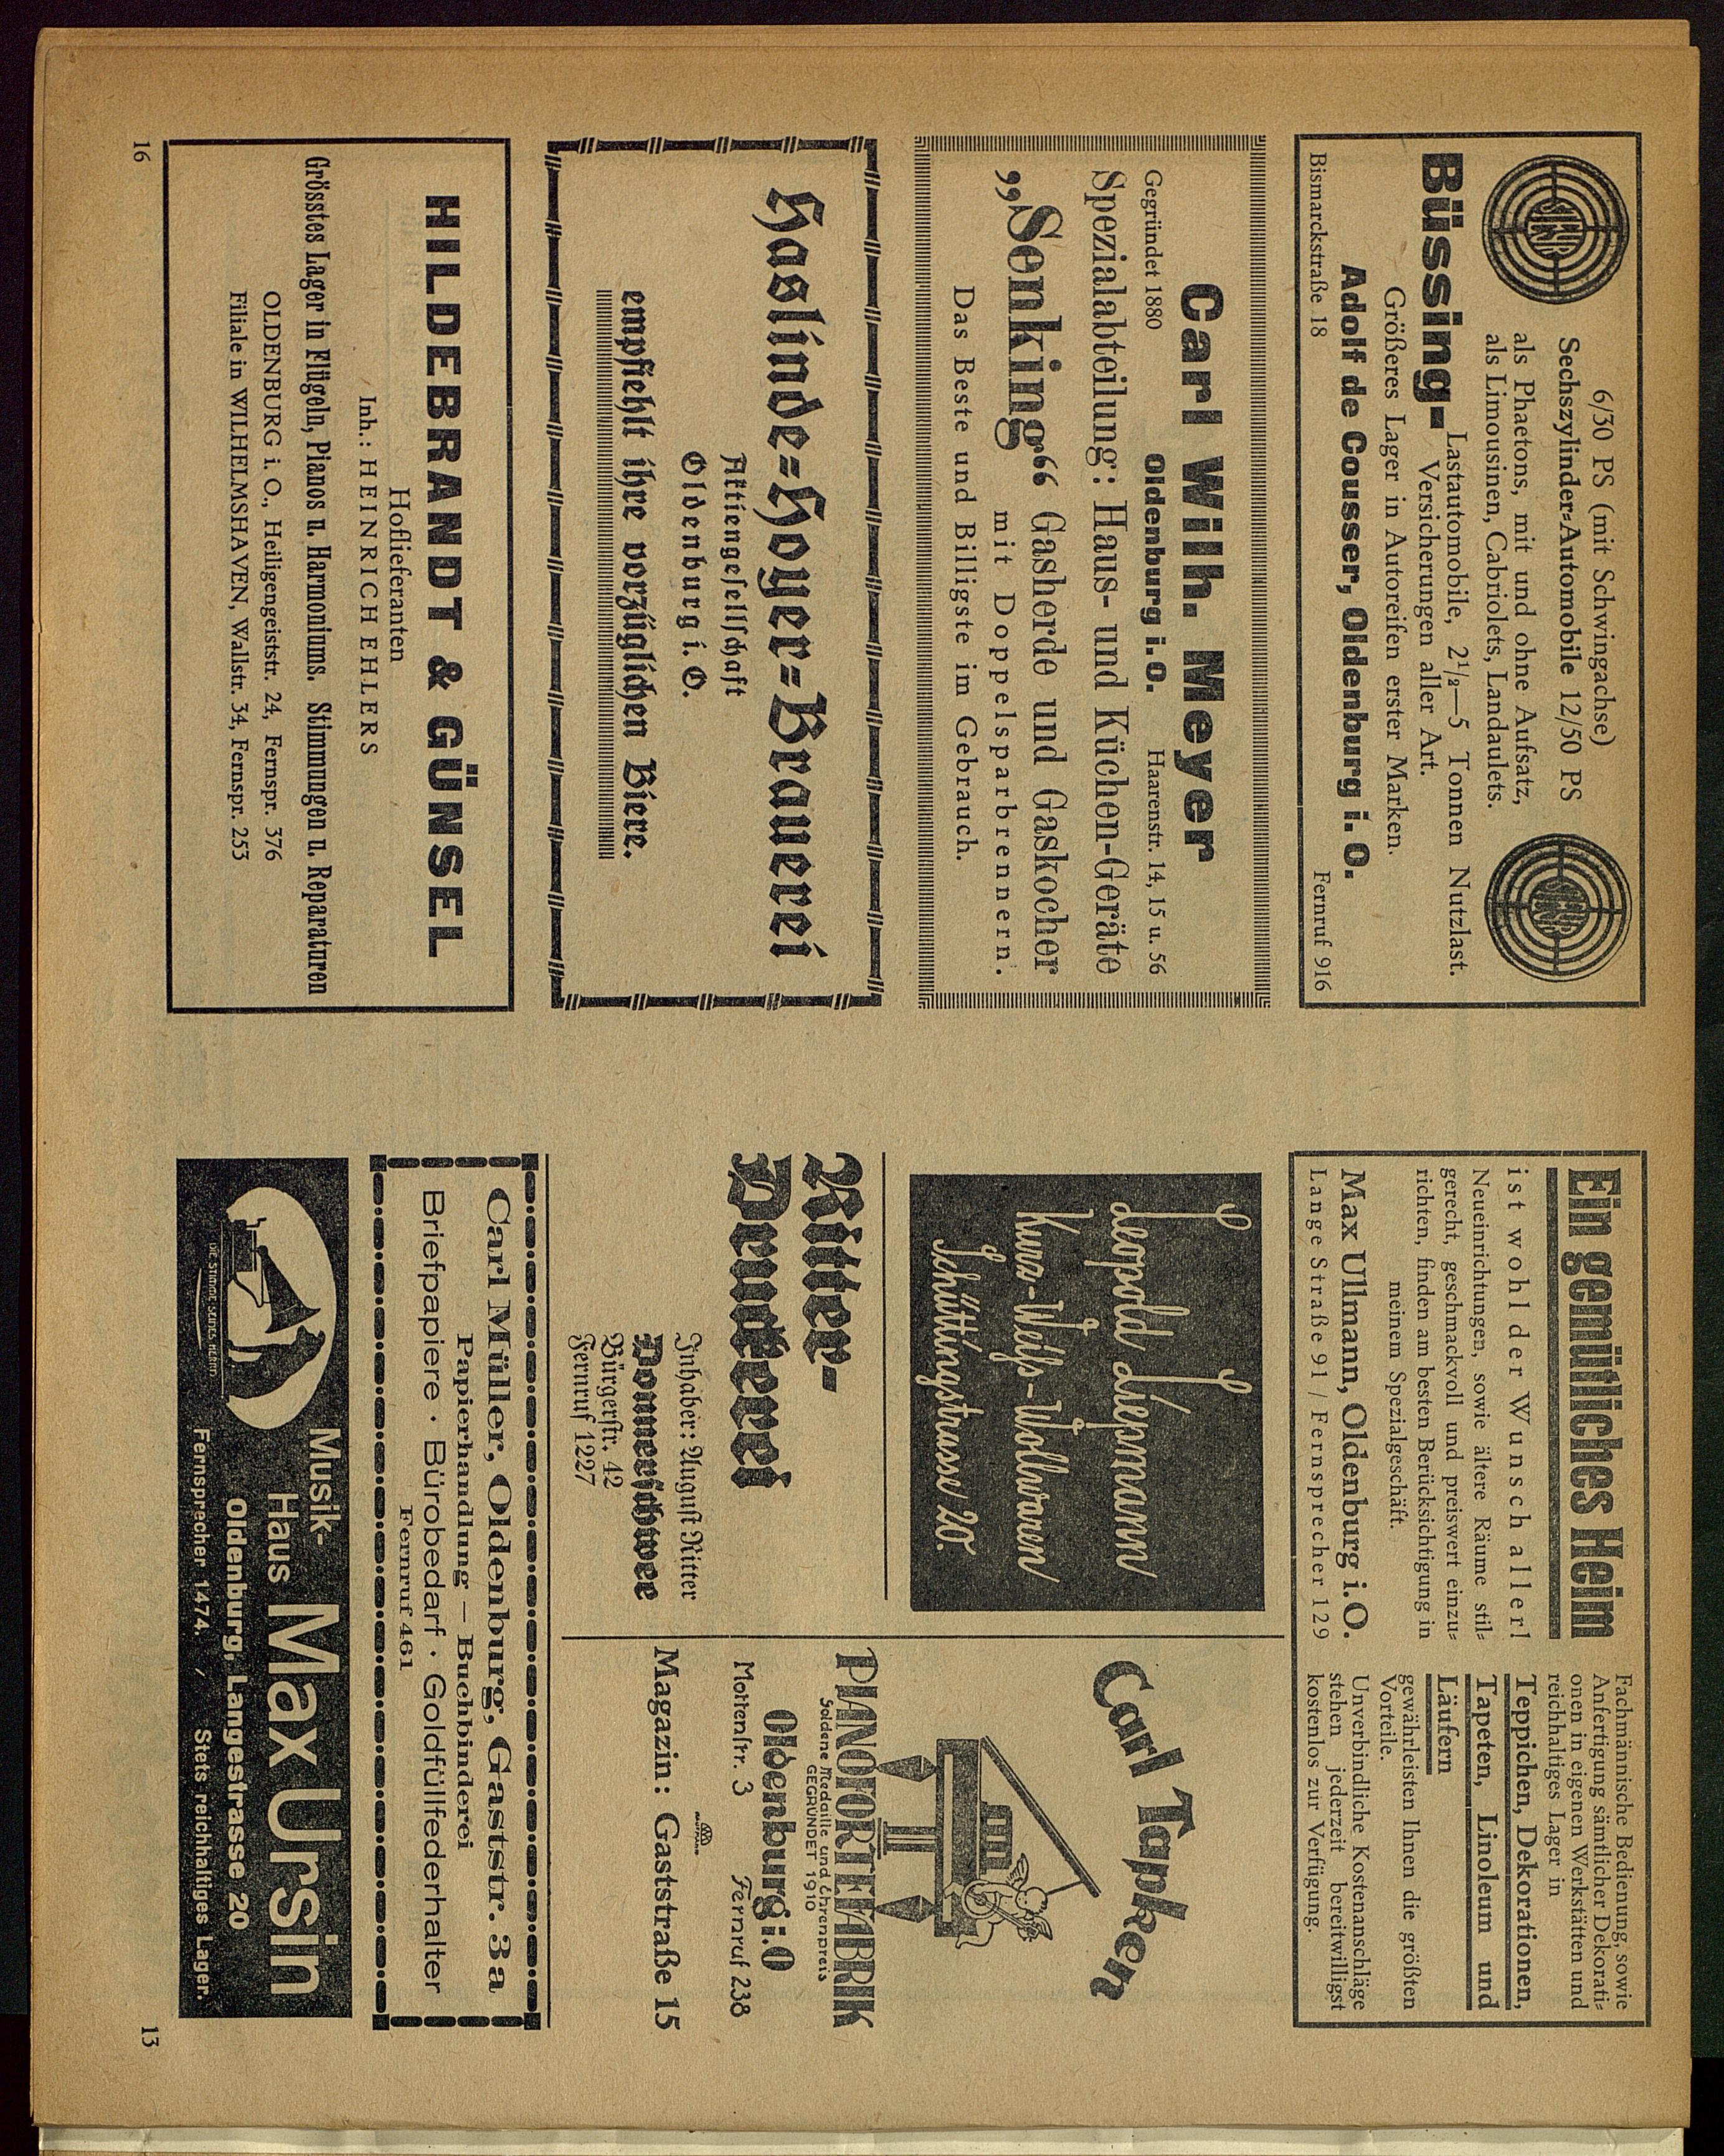 6/30 PS (mit Schwingachse)
Sechszylinder-Automobile 12/50 PS
als Phaetons, mit und ohne Aufsatz,
als Limousinen, Cabriolets, Landaulets.
Büssing- Lastautomobile, 2¹/₂—5 Tonnen Nutzlast.
Versicherungen aller Art.
Größeres Lager in Autoreifen erster Marken.
Adolf de Cousser, Oldenburg i. O.
Bismarckstraße 18 Fernruf 916
Carl Wilh. Meyer
Gegründet 1880 Oldenburg i. O. Haarenstr. 14, 15 u. 56
Spezialabteilung: Haus- und Küchen-Geräte
„Senking“ Gasherde und Gaskocher
mit Doppelsparbrennern.
Das Beste und Billigste im Gebrauch.
Haslinde=Hoyer=Brauerei
Aktiengesellschaft
Oldenburg i. O.
empfiehlt ihre vorzüglichen Biere.
HILDEBRANDT & GÜNSEL
Hoflieferanten
Inh.: HEINRICH EHLERS
Grösstes Lager in Flügeln, Pianos u. Harmoniums. Stimmungen u. Reparaturen
OLDENBURG i. O., Heiligengeiststr. 24, Fernspr. 376
Filiale in WILHELMSHAVEN, Wallstr. 34, Fernspr. 253
16
Ein gemütliches Heim
ist wohl der Wunsch aller!
Neueinrichtungen, sowie ältere Räume stil=
gerecht, geschmackvoll und preiswert einzu=
richten, finden am besten Berücksichtigung in
meinem Spezialgeschäft.
Max Ullmann, Oldenburg i. O.
Lange Straße 91 / Fernsprecher 129
Fachmännische Bedienung, sowie
Anfertigung sämtlicher Dekorati=
onen in eigenen Werkstätten und
reichhaltiges Lager in
Teppichen, Dekorationen,
Tapeten, Linoleum und
Läufern
gewährleisten Ihnen die größten
Vorteile.
Unverbindliche Kostenanschläge
stehen jederzeit bereitwilligst
kostenlos zur Verfügung.
Leopold Liepmann
Kurz-Weiß-Wollwaren
Schüttingstrasse 20.
Ritter-
Druckerei
Inhaber: August Ritter
Donnerschwee
Bürgerstr. 42
Fernruf 1227
Carl Tapken
PIANOFORTEFABRIK
Goldene Medaille und Ehrenpreis
GEGRÜNDET 1910
Oldenburg i. O
Mottenstr. 3 Fernruf 238
Magazin: Gaststraße 15
Carl Müller, Oldenburg, Gaststr. 3a
Papierhandlung — Buchbinderei
Briefpapiere · Bürobedarf · Goldfüllfederhalter
Fernruf 461
DIE STIMME SEINES HERRN
Musik-
Haus Max Ursin
Oldenburg, Langestrasse 20
Fernsprecher 1474. / Stets reichhaltiges Lager.
13